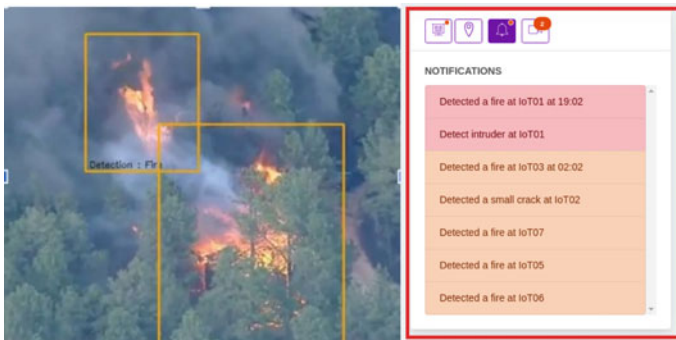 Detection : Fire
2
NOTIFICATIONS
Detected a fire at IoT01 at 19:02
Detect intruder at IoT01
Detected a fire at IoT03 at 02:02
Detected a small crack at IoT02
Detected a fire at IoT07
Detected a fire at IoT05
Detected a fire at IoT06